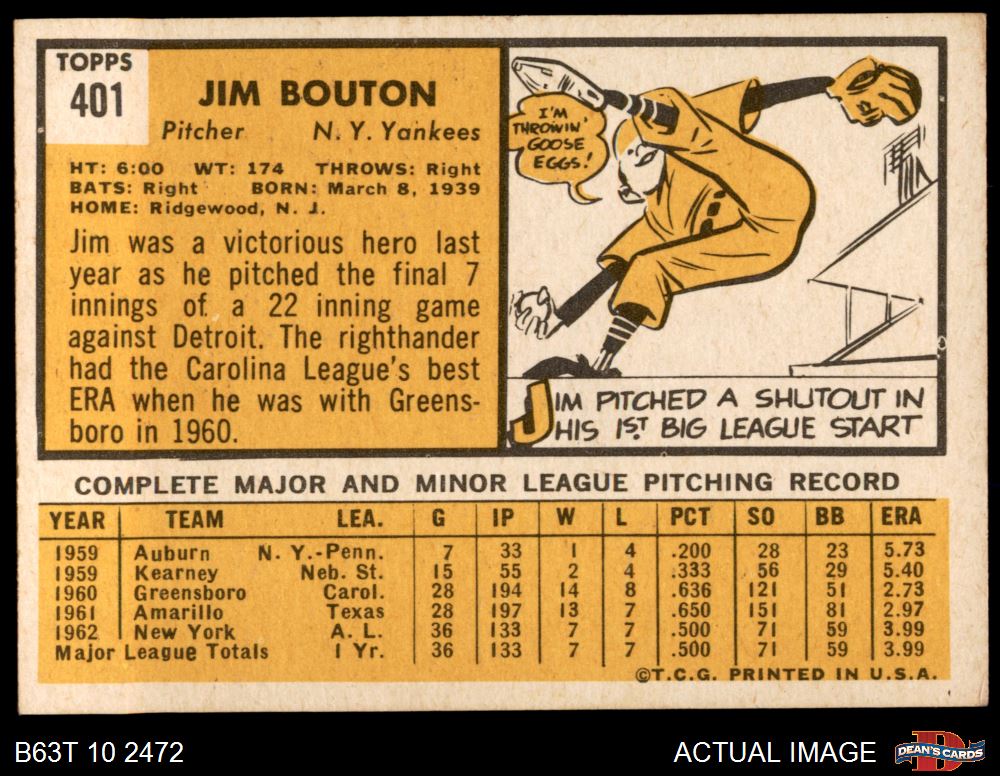 TOPPS
401
JIM BOUTON
Pitcher N. Y. Yankees
HT: 6:00 WT: 174 THROWS: Right
BATS: Right BORN: March 8, 1939
HOME: Ridgewood, N. J.
Jim was a victorious hero last
year as he pitched the final 7
innings of a 22 inning game
against Detroit. The righthander
had the Carolina League's best
ERA when he was with Greens-
boro in 1960.
I'M
THROWIN'
GOOSE
EGGS!
JIM PITCHED A SHUTOUT IN
HIS 1ST BIG LEAGUE START
COMPLETE MAJOR AND MINOR LEAGUE PITCHING RECORD
YEAR TEAM LEA. G IP W L PCT SO BB ERA
1959 Auburn N. Y.-Penn. 7 33 1 4 .200 28 23 5.73
1959 Kearney Neb. St. 15 55 2 4 .333 56 29 5.40
1960 Greensboro Carol. 28 194 14 8 .636 121 51 2.73
1961 Amarillo Texas 28 197 13 7 .650 151 81 2.97
1962 New York A. L. 36 133 7 7 .500 71 59 3.99
Major League Totals 1 Yr. 36 133 7 7 .500 71 59 3.99
©T.C.G. PRINTED IN U.S.A.
B63T 10 2472 ACTUAL IMAGE DEAN'S CARDS